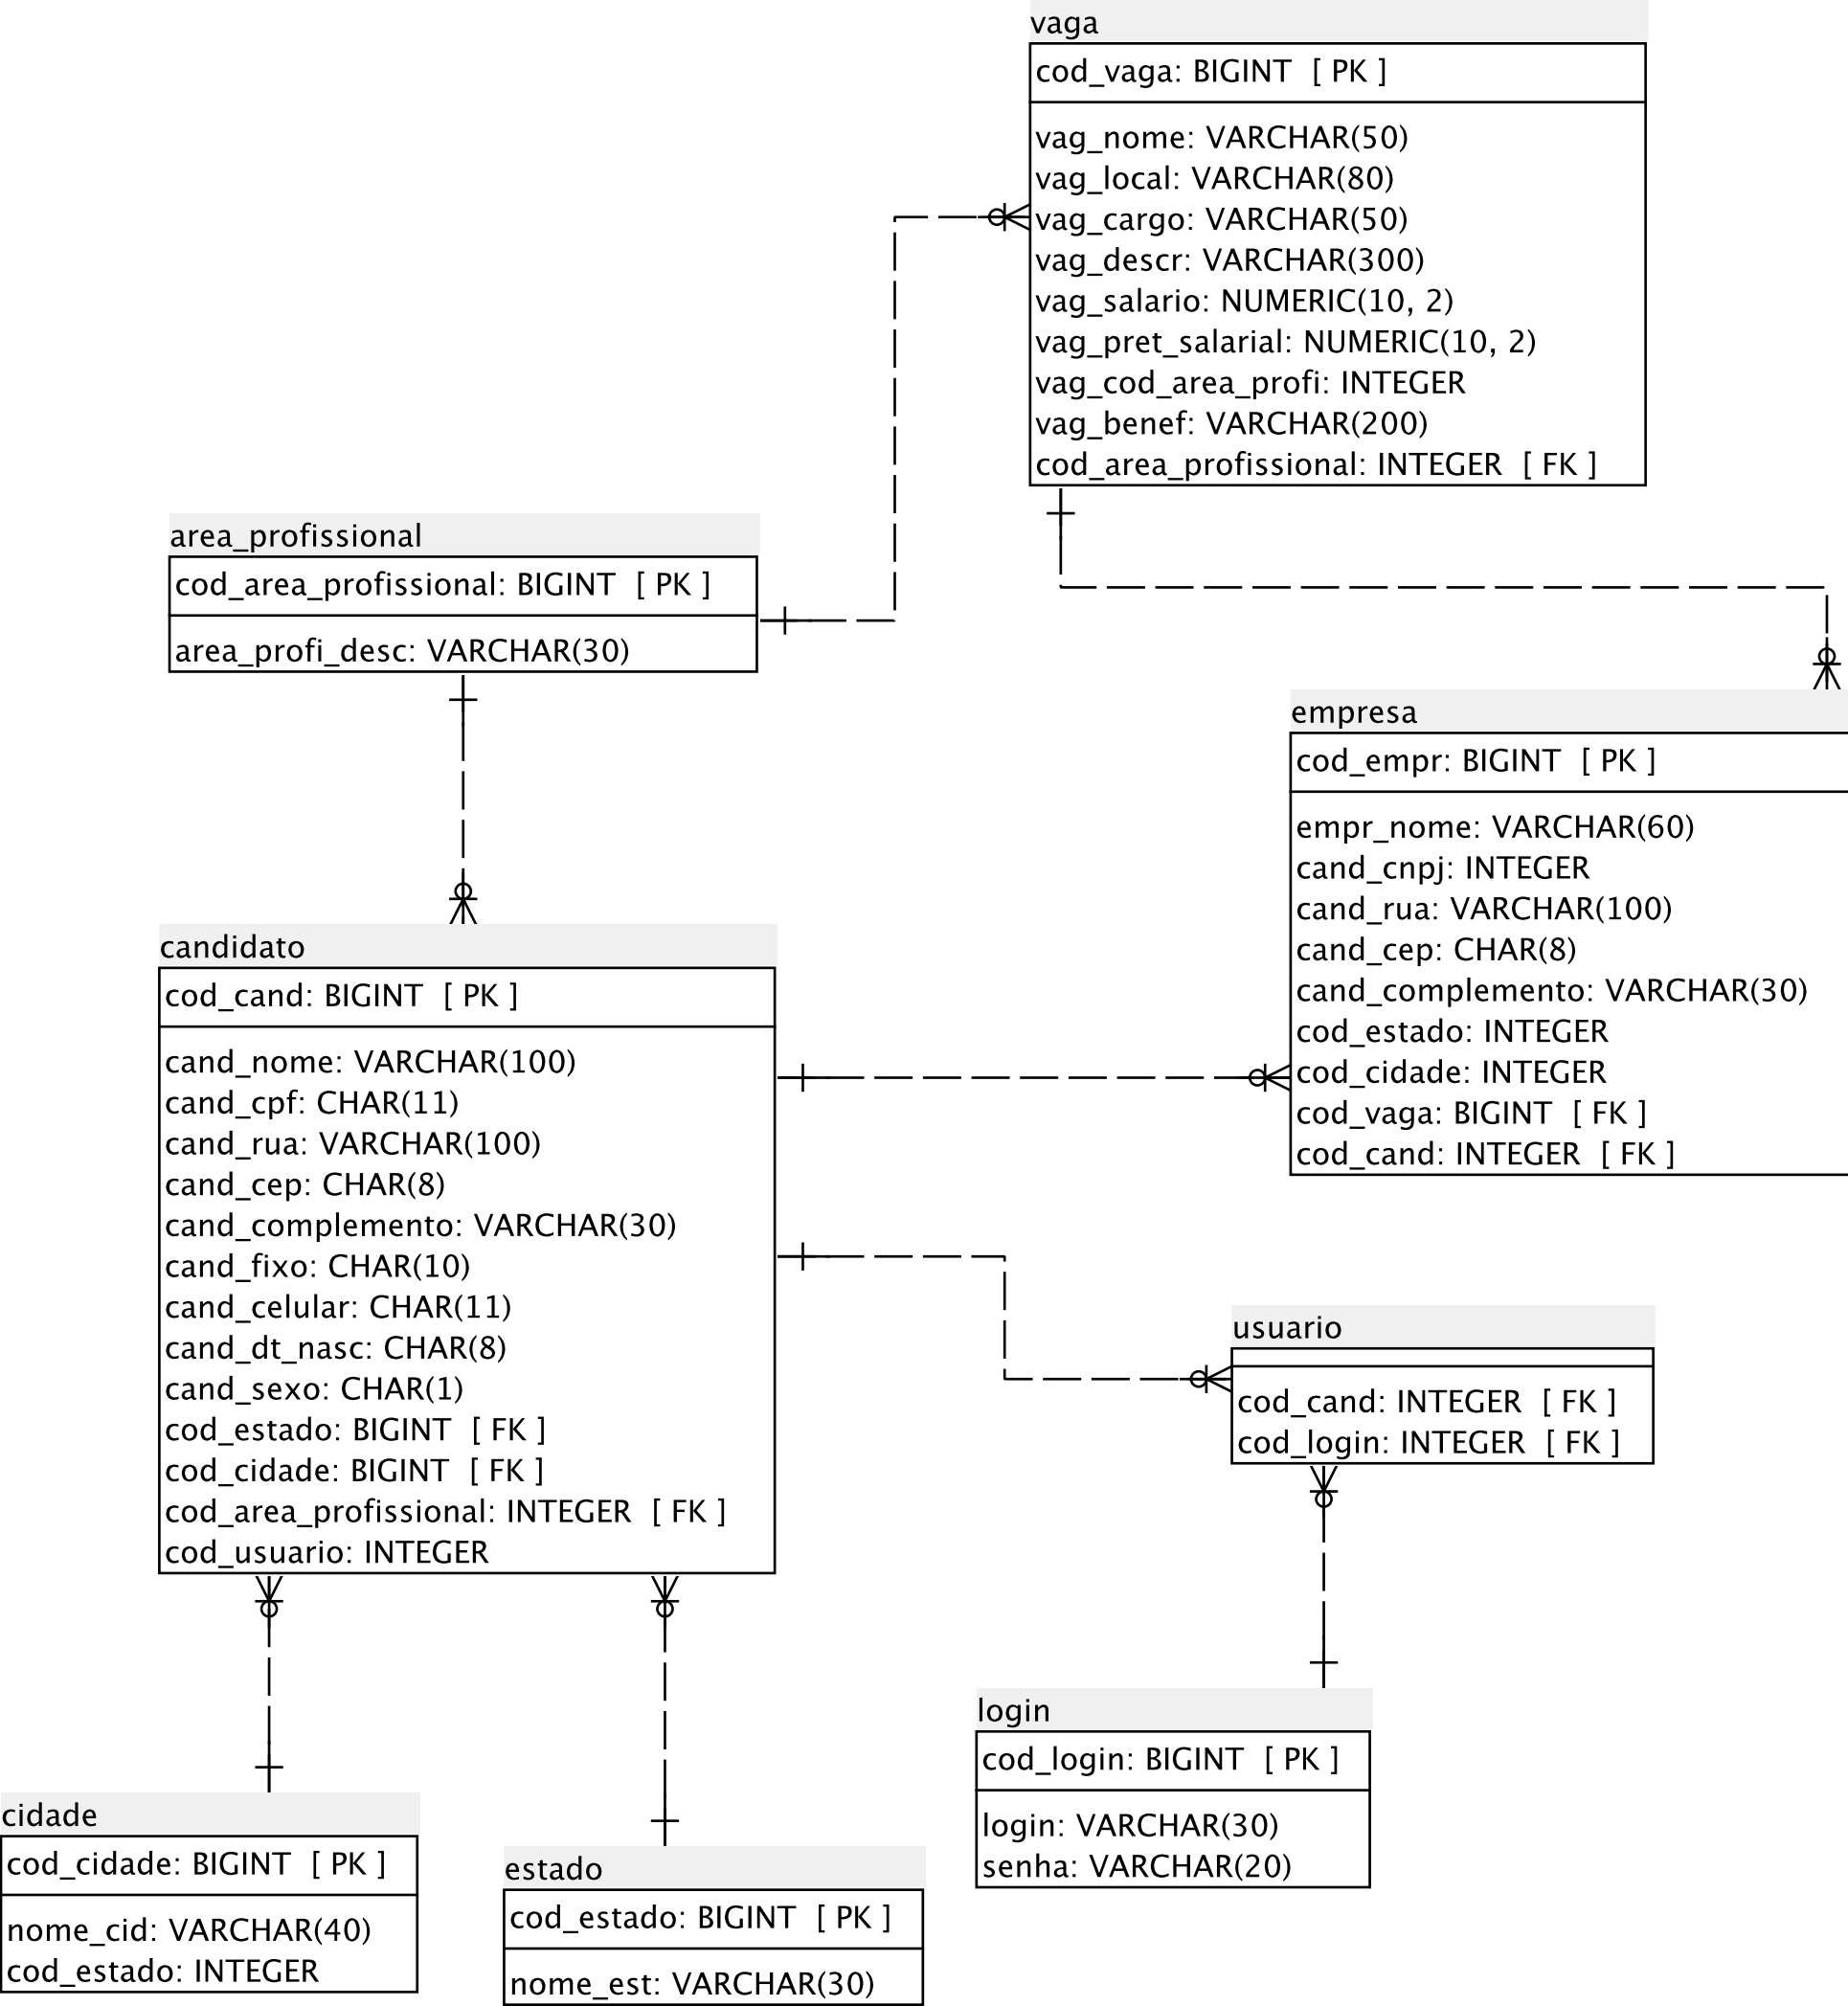 vaga
cod_vaga: BIGINT [ PK ]
vag_nome: VARCHAR(50)
vag_local: VARCHAR(80)
vag_cargo: VARCHAR(50)
vag_descr: VARCHAR(300)
vag_salario: NUMERIC(10, 2)
vag_pret_salarial: NUMERIC(10, 2)
vag_cod_area_profi: INTEGER
vag_benef: VARCHAR(200)
cod_area_profissional: INTEGER [ FK ]
area_profissional
cod_area_profissional: BIGINT [ PK ]
area_profi_desc: VARCHAR(30)
empresa
cod_empr: BIGINT [ PK ]
empr_nome: VARCHAR(60)
cand_cnpj: INTEGER
cand_rua: VARCHAR(100)
cand_cep: CHAR(8)
cand_complemento: VARCHAR(30)
cod_estado: INTEGER
cod_cidade: INTEGER
cod_vaga: BIGINT [ FK ]
cod_cand: INTEGER [ FK ]
candidato
cod_cand: BIGINT [ PK ]
cand_nome: VARCHAR(100)
cand_cpf: CHAR(11)
cand_rua: VARCHAR(100)
cand_cep: CHAR(8)
cand_complemento: VARCHAR(30)
cand_fixo: CHAR(10)
cand_celular: CHAR(11)
cand_dt_nasc: CHAR(8)
cand_sexo: CHAR(1)
cod_estado: BIGINT [ FK ]
cod_cidade: BIGINT [ FK ]
cod_area_profissional: INTEGER [ FK ]
cod_usuario: INTEGER
usuario
cod_cand: INTEGER [ FK ]
cod_login: INTEGER [ FK ]
login
cod_login: BIGINT [ PK ]
login: VARCHAR(30)
senha: VARCHAR(20)
cidade
cod_cidade: BIGINT [ PK ]
nome_cid: VARCHAR(40)
cod_estado: INTEGER
estado
cod_estado: BIGINT [ PK ]
nome_est: VARCHAR(30)